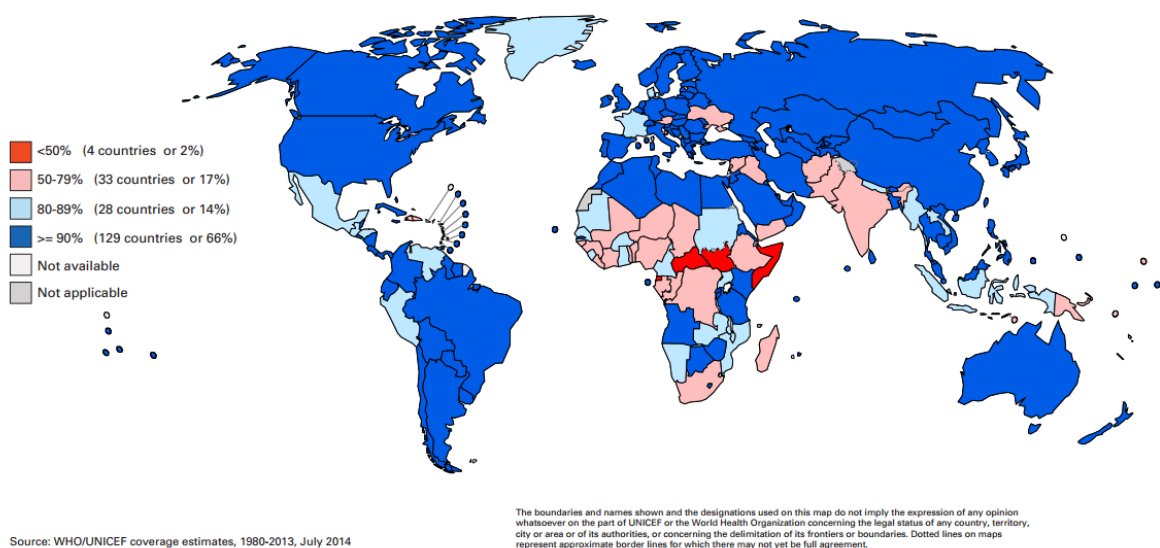 <50% (4 countries or 2%)
50-79% (33 countries or 17%)
80-89% (28 countries or 14%)
>= 90% (129 countries or 66%)
Not available
Not applicable
Source: WHO/UNICEF coverage estimates, 1980-2013, July 2014
The boundaries and names shown and the designations used on this map do not imply the expression of any opinion
whatsoever on the part of UNICEF or the World Health Organization concerning the legal status of any country, territory,
city or area or of its authorities, or concerning the delimitation of its frontiers or boundaries. Dotted lines on maps
represent approximate border lines for which there may not yet be full agreement.